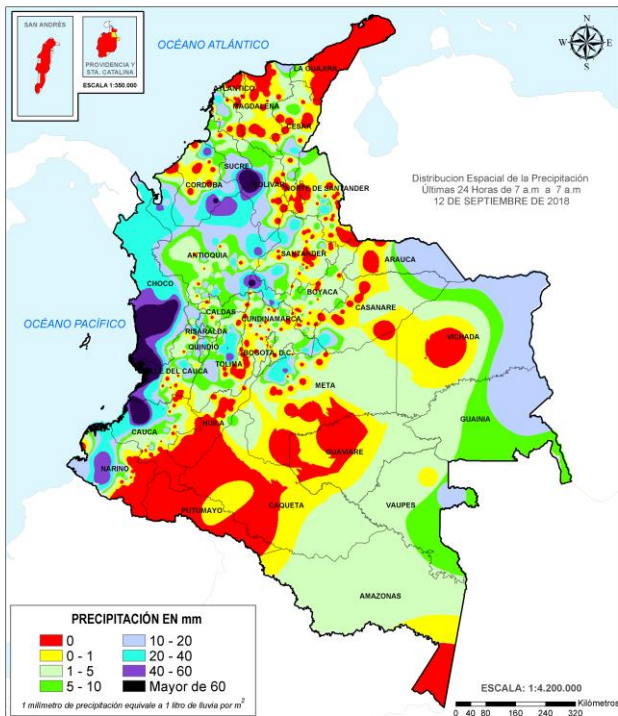 SAN ANDRÉS
PROVIDENCIA Y
STA. CATALINA
ESCALA 1:350.000
OCÉANO ATLÁNTICO
N
W E
S
LA GUAJIRA
ATLÁNTICO
MAGDALENA
CESAR
Distribucion Espacial de la Precipitación
Últimas 24 Horas de 7 a.m a 7 a.m
12 DE SEPTIEMBRE DE 2018
SUCRE
CORDOBA
BOLIVAR
NORTE DE SANTANDER
ANTIOQUIA
SANTANDER
ARAUCA
CHOCO
BOYACA
CASANARE
OCÉANO PACÍFICO
CALDAS
CUNDINAMARCA
RISARALDA
VICHADA
QUINDIO
BOGOTA, D.C.
TOLIMA
VALLE DEL CAUCA
META
GUAINIA
CAUCA
HUILA
GUAVIARE
NARIÑO
PUTUMAYO
CAQUETA
VAUPES
AMAZONAS
PRECIPITACIÓN EN mm
0
10 - 20
0 - 1
20 - 40
1 - 5
40 - 60
5 - 10
Mayor de 60
1 milimetro de precipitación equivale a 1 litro de lluvia por m²
ESCALA: 1:4.200.000
Kilómetros
0 40 80 160 240 320